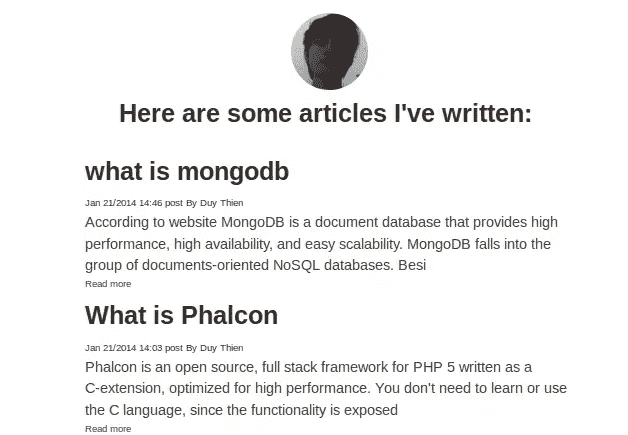 Here are some articles I've written:
what is mongodb
Jan 21/2014 14:46 post By Duy Thien
According to website MongoDB is a document database that provides high
performance, high availability, and easy scalability. MongoDB falls into the
group of documents-oriented NoSQL databases. Besi
Read more
What is Phalcon
Jan 21/2014 14:03 post By Duy Thien
Phalcon is an open source, full stack framework for PHP 5 written as a
C-extension, optimized for high performance. You don't need to learn or use
the C language, since the functionality is exposed
Read more